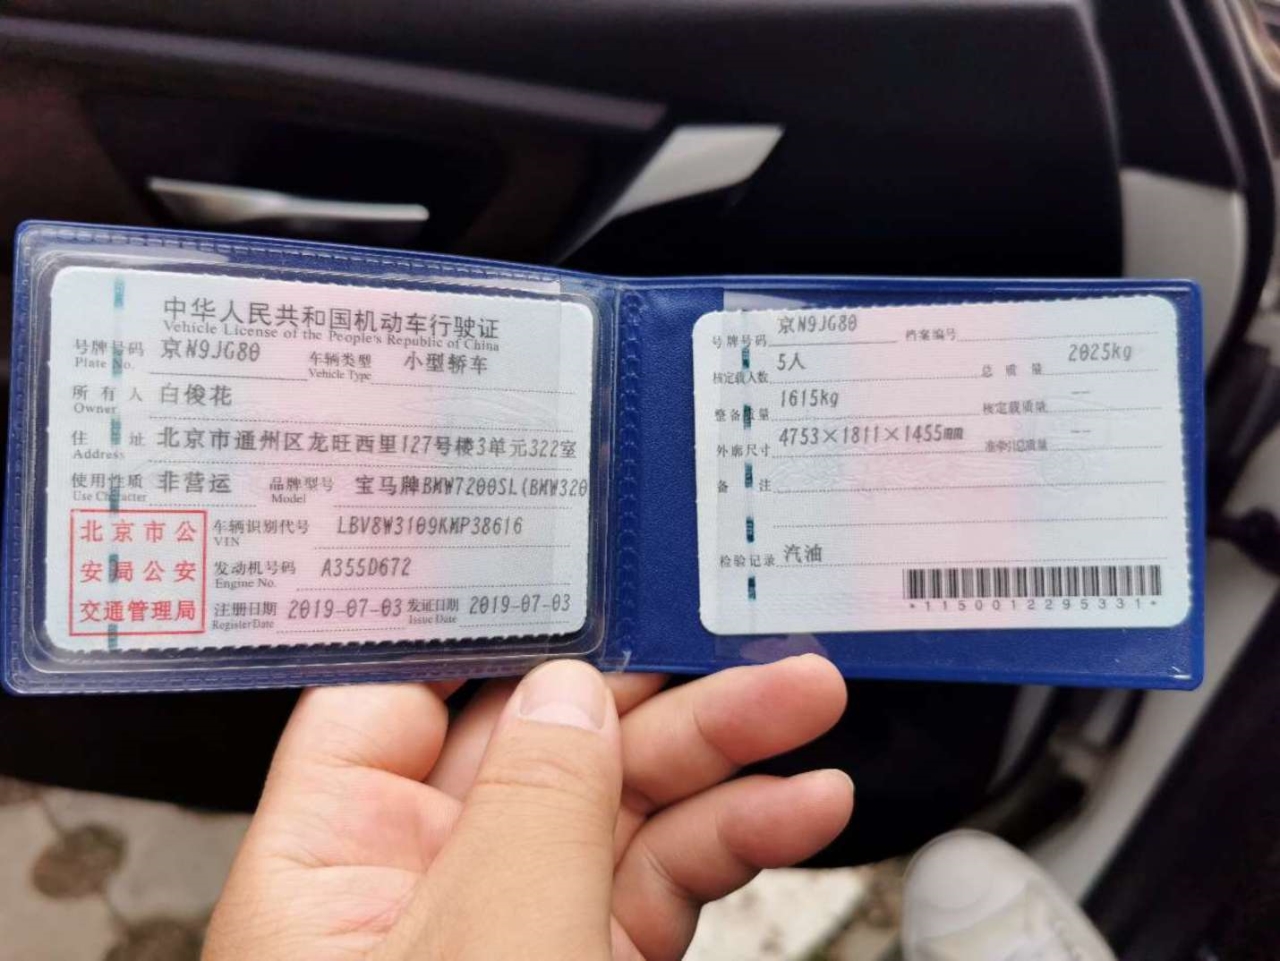 中华人民共和国机动车行驶证
Vehicle License of the People's Republic of China
号牌号码 京N9JG80 车辆类型 小型轿车
Plate No. Vehicle Type
所有人 白俊花
Owner
住址 北京市通州区龙旺西里127号楼3单元322室
Address
使用性质 非营运 品牌型号 宝马牌BMW7200SL(BMW320
Use Character Model
北京市公安局公安交通管理局
车辆识别代号 LBV8W3109KMP38616
VIN
发动机号码 A355D672
Engine No.
注册日期 2019-07-03 发证日期 2019-07-03
Register Date Issue Date
号牌号码 京N9JG80 档案编号
核定载人数 5人 总质量 2025kg
整备质量 1615kg 核定载质量 --
外廓尺寸 4753×1811×1455mm 准牵引总质量 --
备注
检验记录 汽油
*1150012295331*